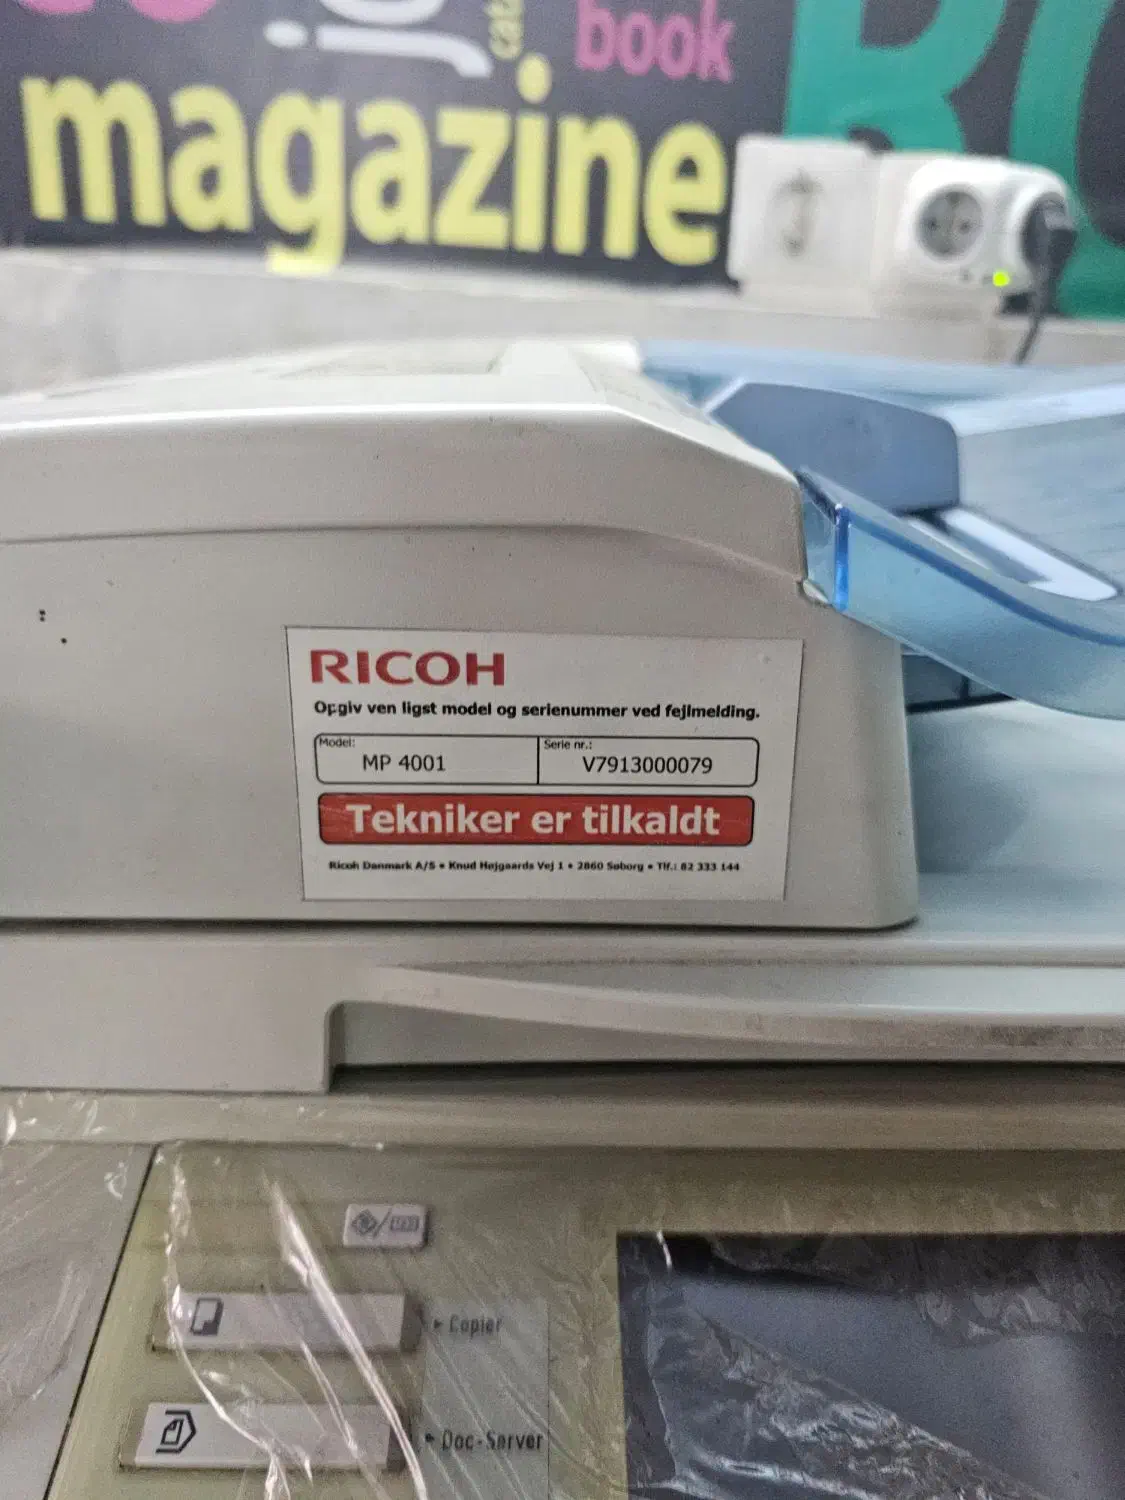 book
magazine
RICOH
Opgiv venligst model og serienummer ved fejlmelding.
Model:
MP 4001
Serie nr.:
V7913000079
Tekniker er tilkaldt
Ricoh Danmark A/S • Knud Højgaards Vej 1 • 2860 Søborg • Tlf.: 82 333 144
Copier
Doc-Server